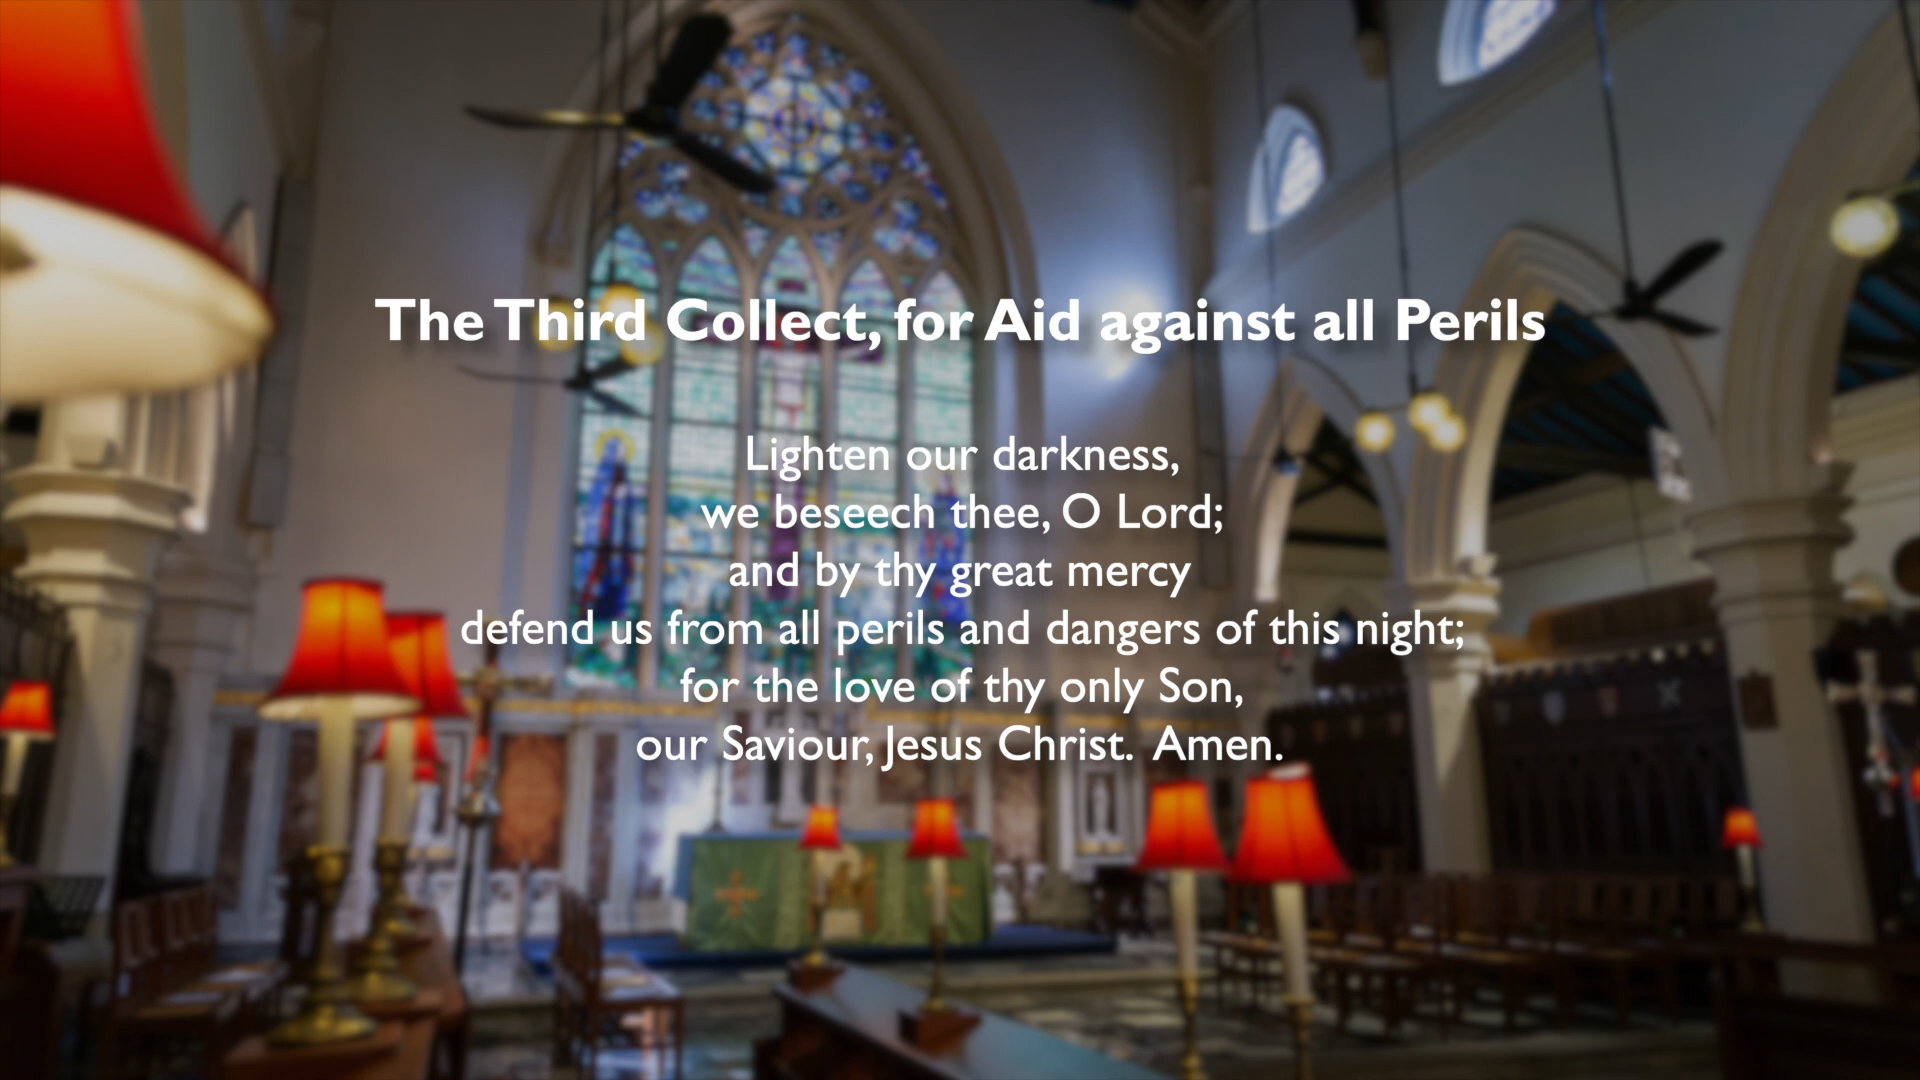 The Third Collect, for Aid against all Perils
Lighten our darkness,
we beseech thee, O Lord;
and by thy great mercy
defend us from all perils and dangers of this night;
for the love of thy only Son,
our Saviour, Jesus Christ. Amen.